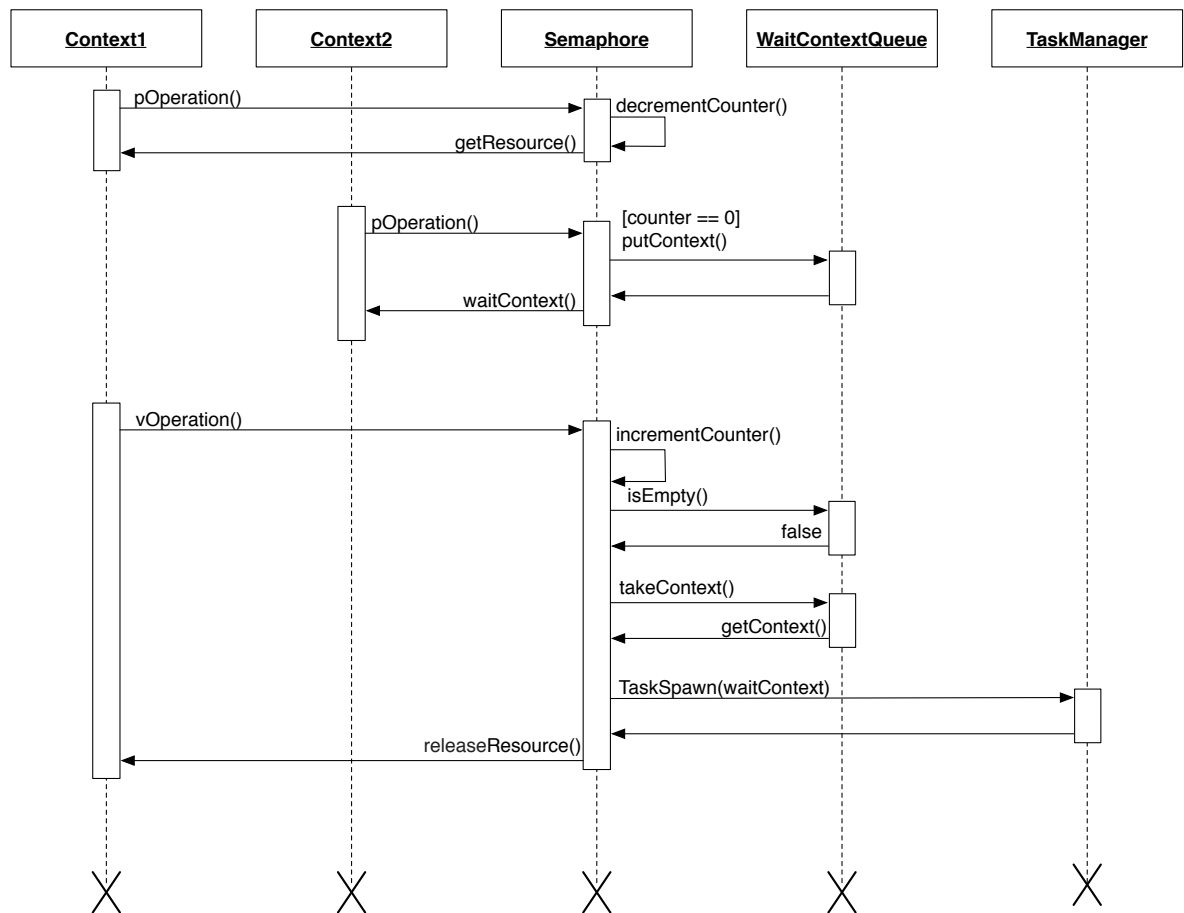 Context1
Context2
Semaphore
WaitContextQueue
TaskManager
pOperation()
decrementCounter()
getResource()
pOperation()
[counter == 0]
putContext()
waitContext()
vOperation()
incrementCounter()
isEmpty()
false
takeContext()
getContext()
TaskSpawn(waitContext)
releaseResource()